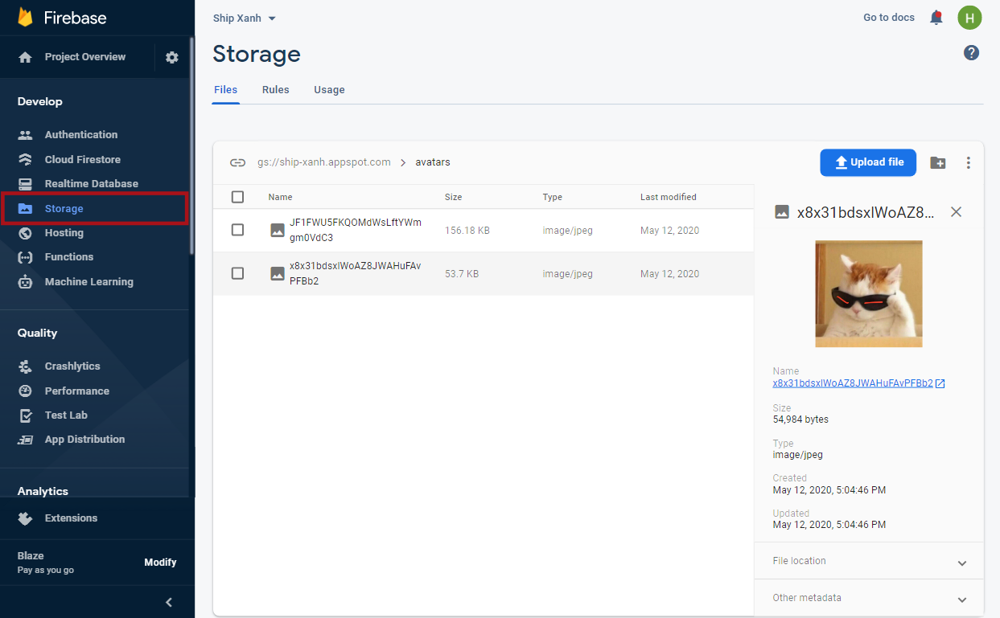 Firebase
Project Overview
Develop
Authentication
Cloud Firestore
Realtime Database
Storage
Hosting
Functions
Machine Learning
Quality
Crashlytics
Performance
Test Lab
App Distribution
Analytics
Extensions
Blaze
Pay as you go
Modify
Ship Xanh
Go to docs
H
Storage
?
Files Rules Usage
gs://ship-xanh.appspot.com > avatars
Upload file
Name Size Type Last modified
JF1FWU5FKQOMdWsLftYWm
gm0VdC3
156.18 KB image/jpeg May 12, 2020
x8x31bdsxlWoAZ8JWAHuFAv
PFBb2
53.7 KB image/jpeg May 12, 2020
x8x31bdsxlWoAZ8...
Name
x8x31bdsxlWoAZ8JWAHuFAvPFBb2
Size
54,984 bytes
Type
image/jpeg
Created
May 12, 2020, 5:04:46 PM
Updated
May 12, 2020, 5:04:46 PM
File location
Other metadata